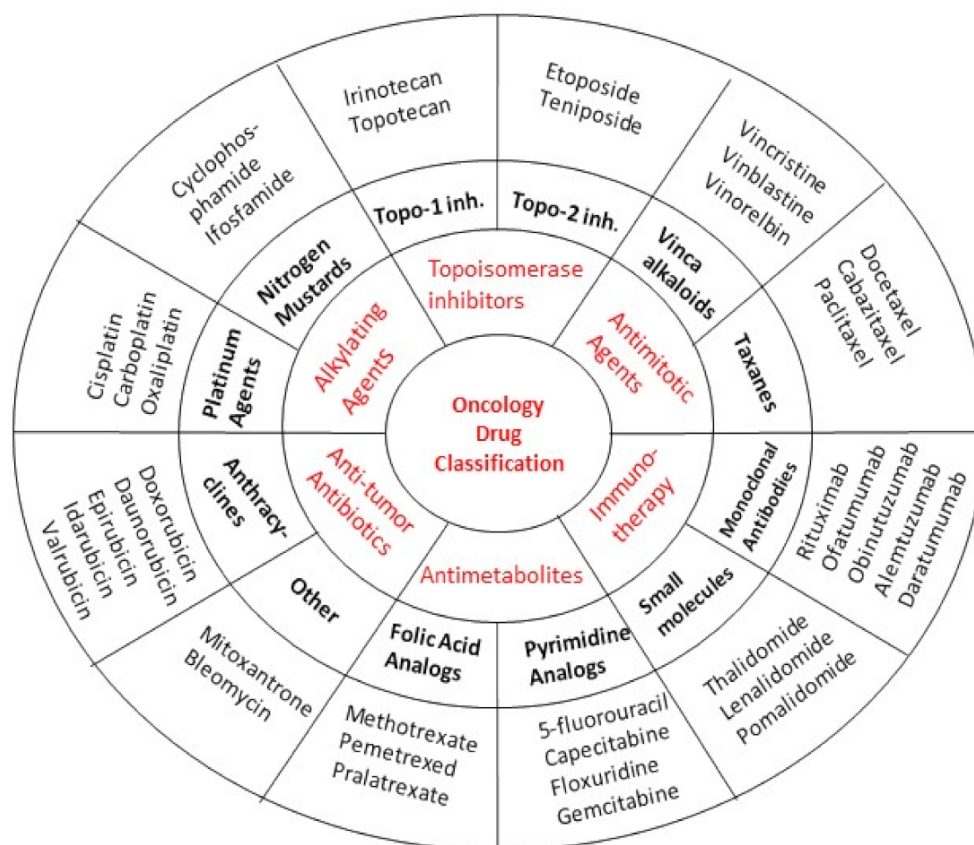 Oncology
Drug
Classification
Topoisomerase
inhibitors
Topo-1 inh.
Irinotecan
Topotecan
Topo-2 inh.
Etoposide
Teniposide
Antimitotic
Agents
Vinca
alkaloids
Vincristine
Vinblastine
Vinorelbin
Taxanes
Docetaxel
Cabazitaxel
Paclitaxel
Immuno-
therapy
Monoclonal
Antibodies
Rituximab
Ofatumumab
Obinutuzumab
Alemtuzumab
Daratumumab
Small
molecules
Thalidomide
Lenalidomide
Pomalidomide
Antimetabolites
Pyrimidine
Analogs
5-fluorouracil
Capecitabine
Floxuridine
Gemcitabine
Folic Acid
Analogs
Methotrexate
Pemetrexed
Pralatrexate
Anti-tumor
Antibiotics
Other
Mitoxantrone
Bleomycin
Anthracy-
clines
Doxorubicin
Daunorubicin
Epirubicin
Idarubicin
Valrubicin
Alkylating
Agents
Platinum
Agents
Cisplatin
Carboplatin
Oxaliplatin
Nitrogen
Mustards
Cyclophos-
phamide
Ifosfamide